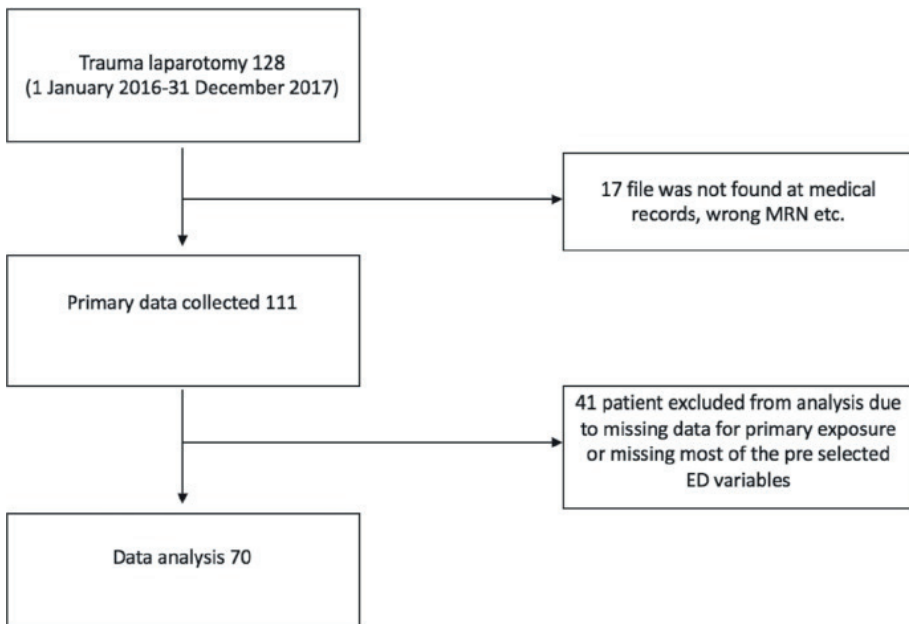 Trauma laparotomy 128
(1 January 2016-31 December 2017)
17 file was not found at medical
records, wrong MRN etc.
Primary data collected 111
41 patient excluded from analysis due
to missing data for primary exposure
or missing most of the pre selected
ED variables
Data analysis 70